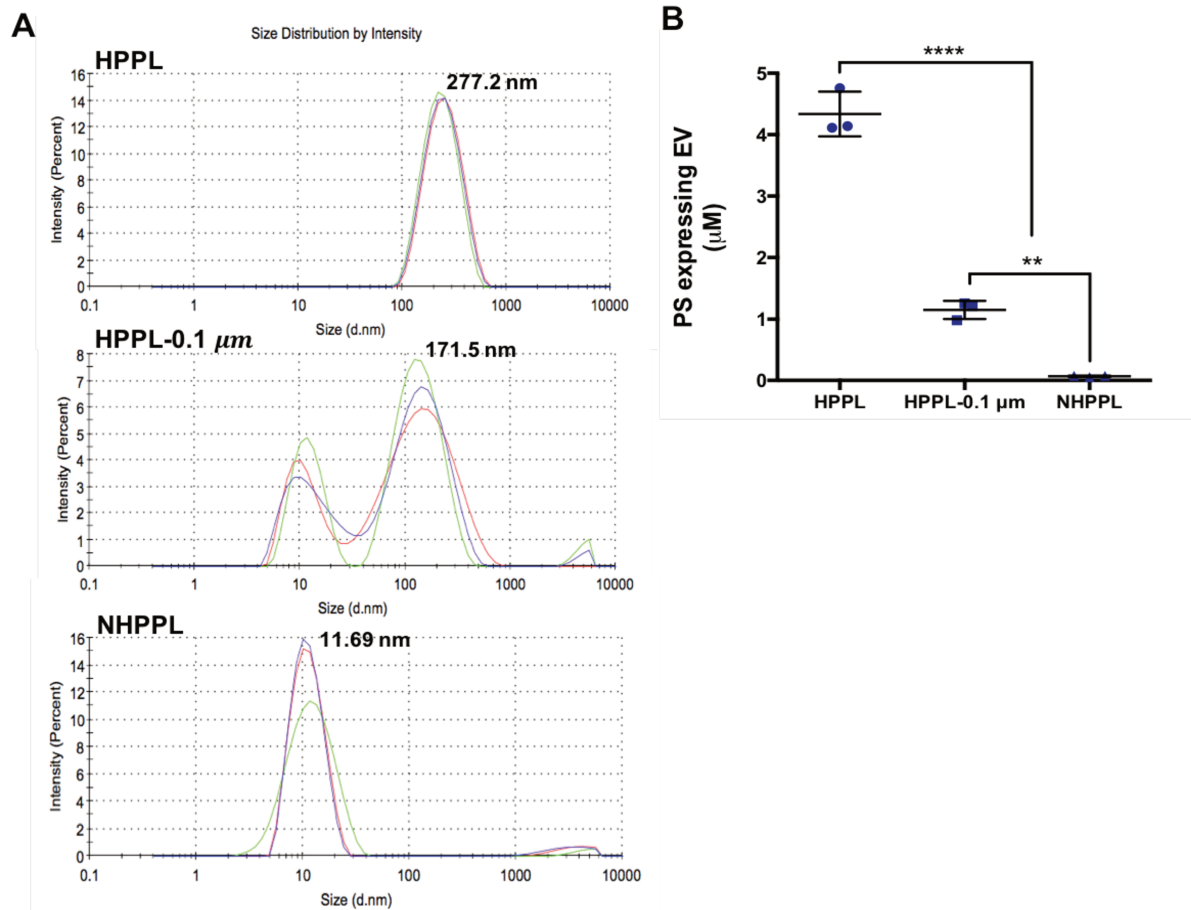 A
Size Distribution by Intensity
HPPL
277.2 nm
Intensity (Percent)
16
14
12
10
8
6
4
2
0
0.1 1 10 100 1000 10000
Size (d.nm)
HPPL-0.1 μm
171.5 nm
Intensity (Percent)
8
7
6
5
4
3
2
1
0
0.1 1 10 100 1000 10000
Size (d.nm)
NHPPL
11.69 nm
Intensity (Percent)
16
14
12
10
8
6
4
2
0
0.1 1 10 100 1000 10000
Size (d.nm)
B
PS expressing EV
(μM)
5
4
3
2
1
0
****
**
HPPL HPPL-0.1 μm NHPPL